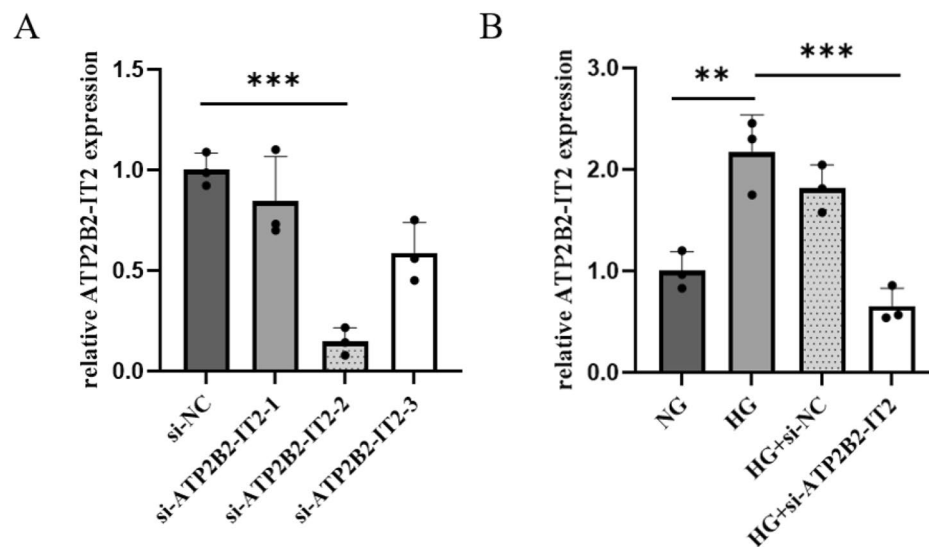 A
relative ATP2B2-IT2 expression
1.5
1.0
0.5
0.0
***
si-NC
si-ATP2B2-IT2-1
si-ATP2B2-IT2-2
si-ATP2B2-IT2-3
B
relative ATP2B2-IT2 expression
3.0
2.0
1.0
0.0
**
***
NG
HG
HG+si-NC
HG+si-ATP2B2-IT2